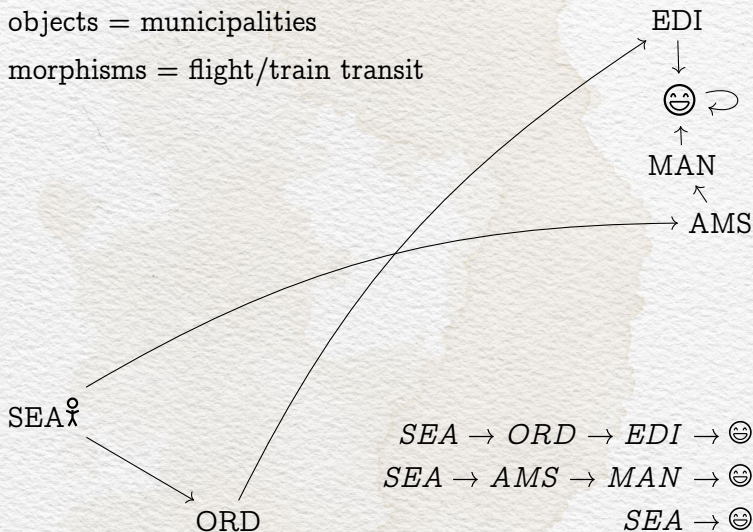 objects = municipalities
morphisms = flight/train transit
EDI
😄
MAN
AMS
SEA
ORD
SEA → ORD → EDI → 😄
SEA → AMS → MAN → 😄
SEA → 😄